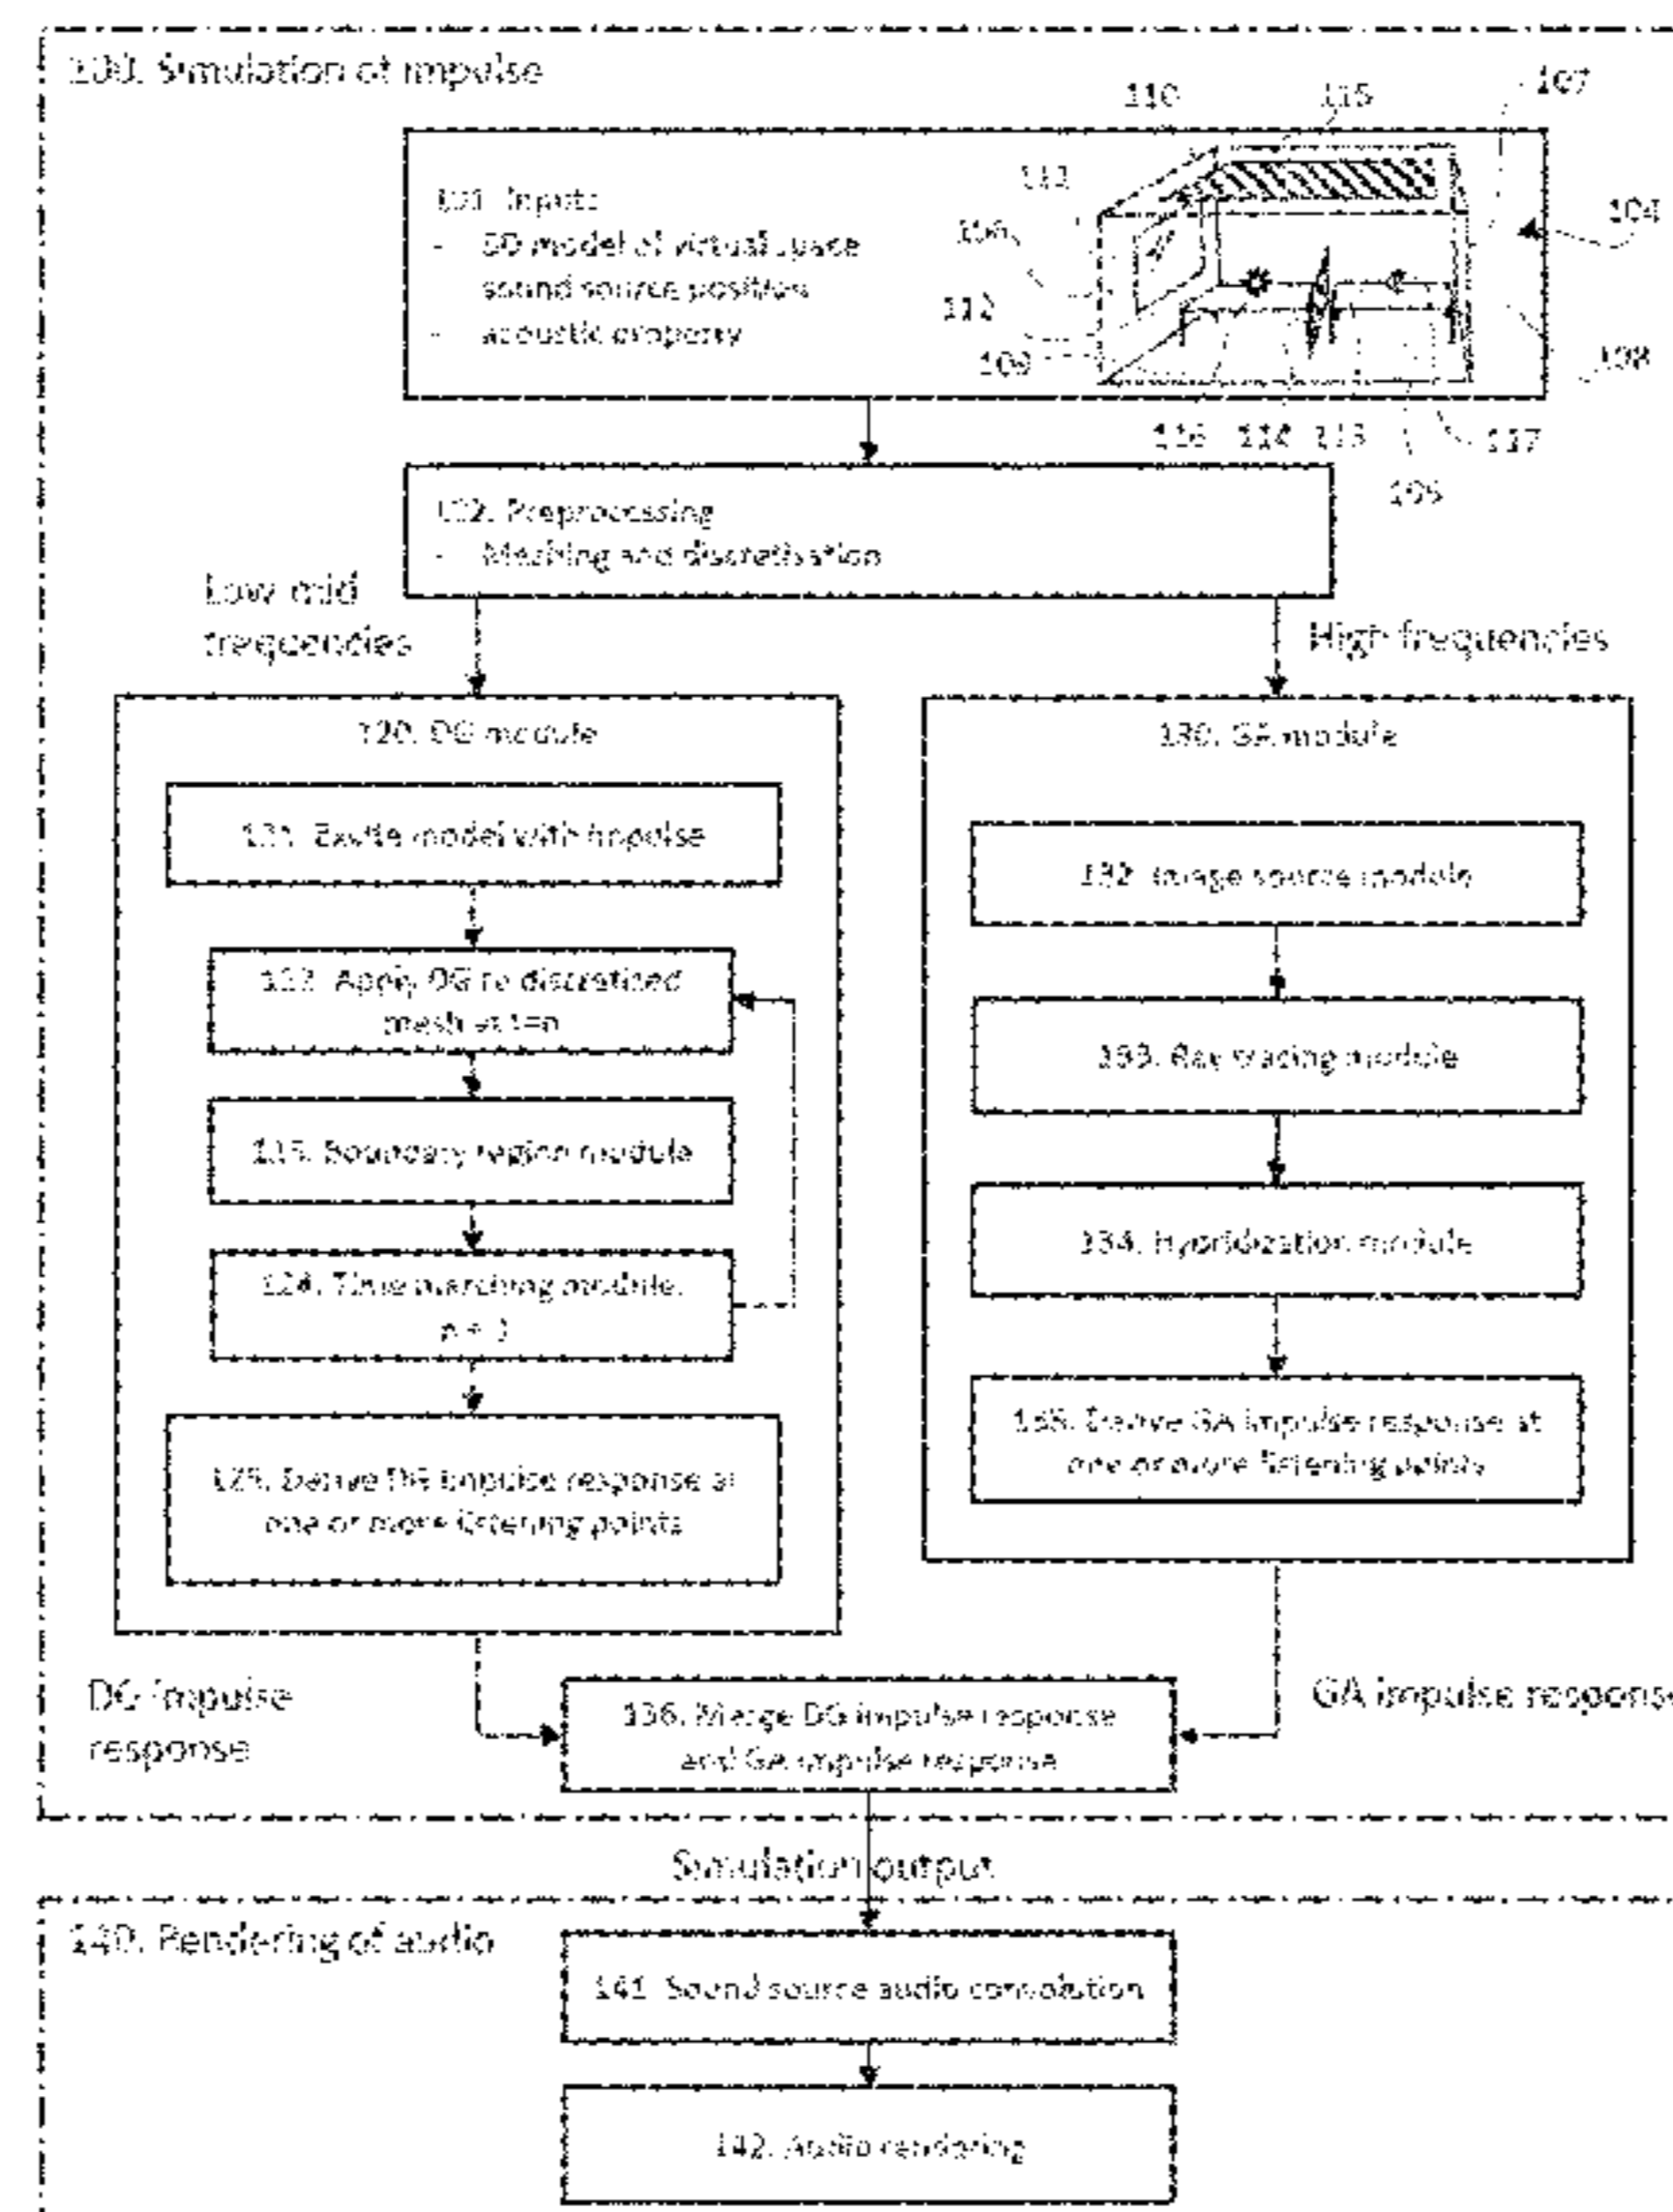 100. Simulation of impulse
110 115 107
111
104
106
112
109
108
116 114 113
117
105
101. Inputs
- 3D model of virtual space
sound source position
- acoustic property
102. Preprocessing
- Meshing and discretisation
Low mid
frequencies
High frequencies
120. DG module
121. Excite model with impulse
122. Apply DG to discretized
mesh at t=n
123. Boundary region module
124. Time marching module,
125. Derive DG impulse response at
one or more listening points
130. GA module
132. Image source module
133. Ray tracing module
134. Hybridization module
135. Derive GA impulse response at
one or more listening points
DG impulse
response
GA impulse response
136. Merge DG impulse response
and GA impulse response
Simulation output
140. Rendering of audio
141. Sound source audio convolution
142. Audio rendering